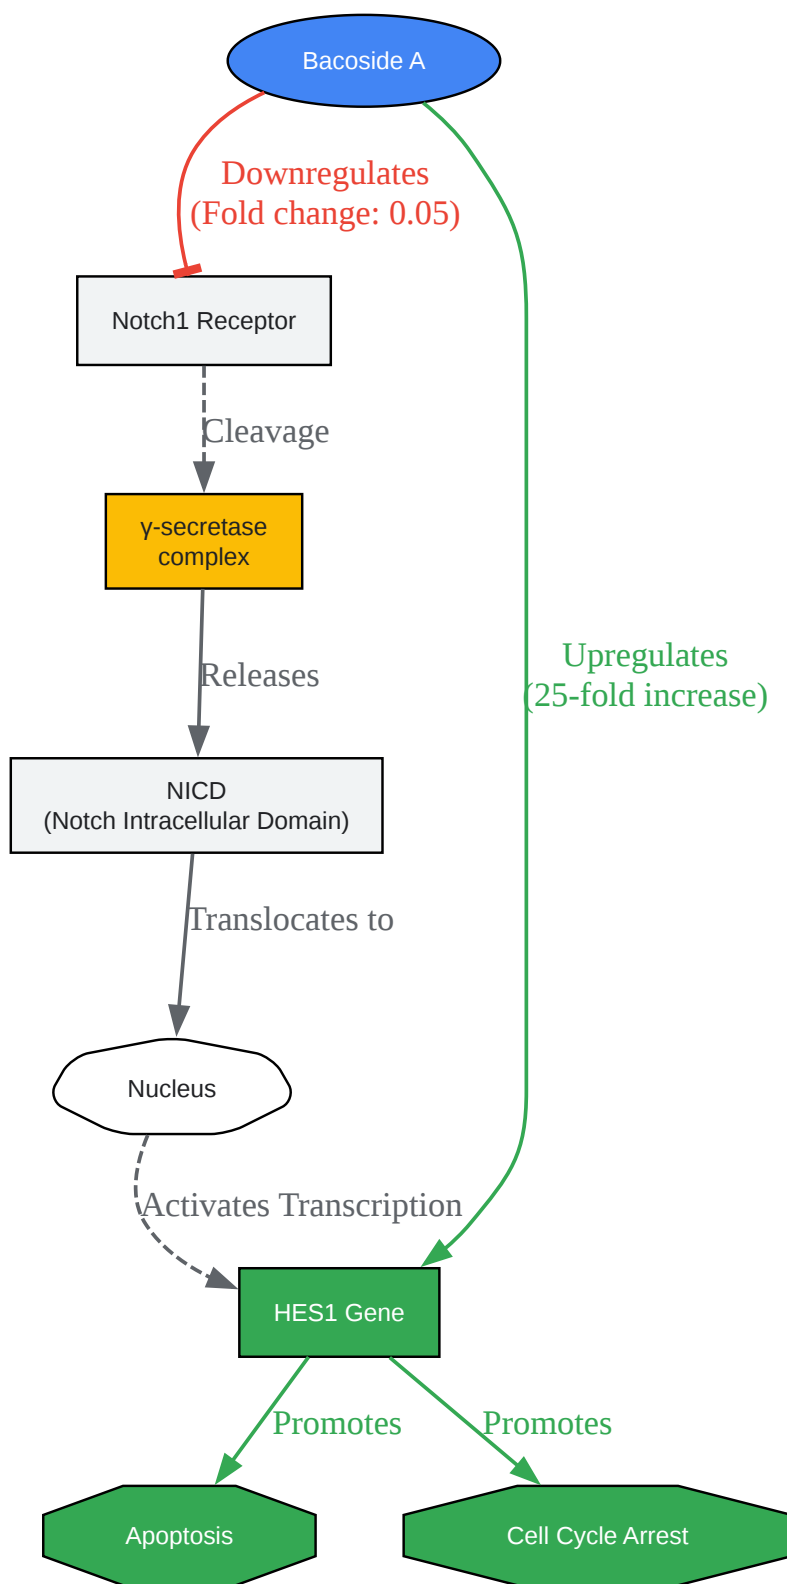 Bacoside A
Downregulates
(Fold change: 0.05)
Notch1 Receptor
Cleavage
γ-secretase
complex
Releases
Upregulates
(25-fold increase)
NICD
(Notch Intracellular Domain)
Translocates to
Nucleus
Activates Transcription
HES1 Gene
Promotes
Promotes
Apoptosis
Cell Cycle Arrest